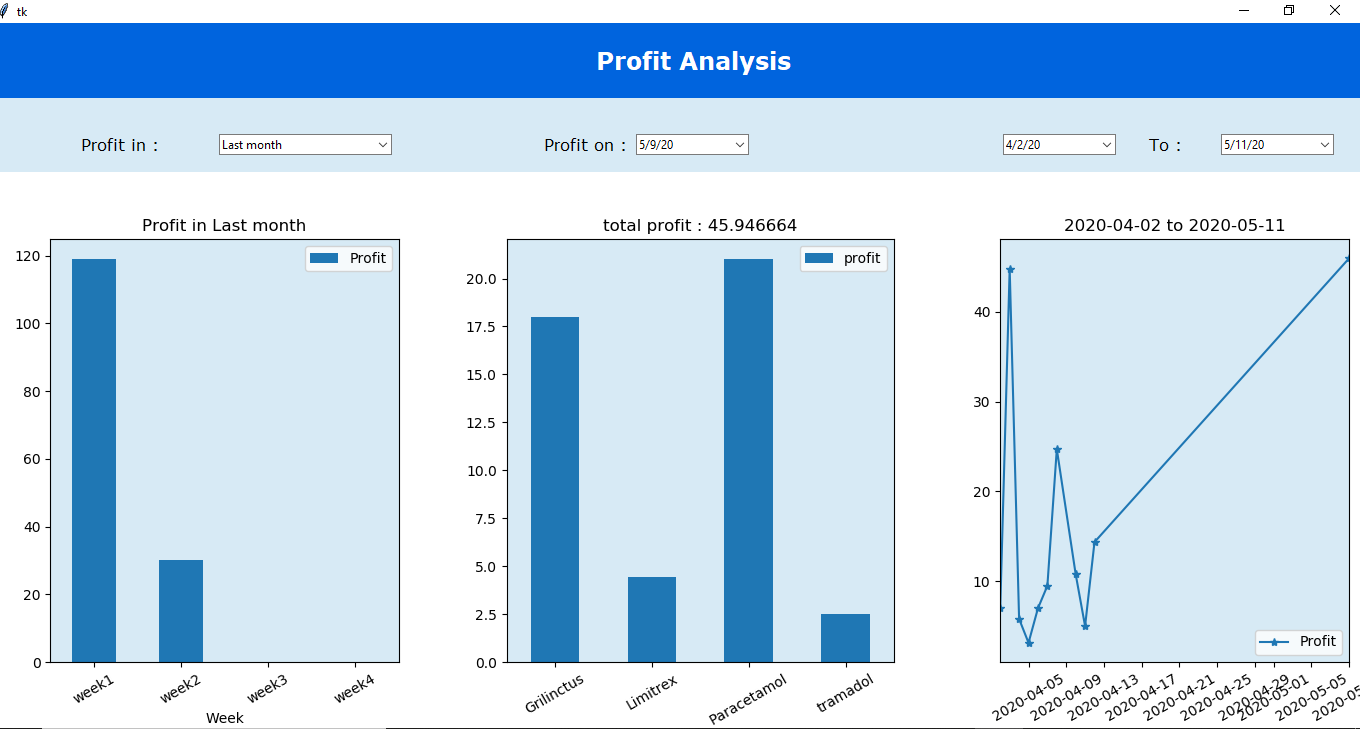 tk
Profit Analysis
Profit in : Last month Profit on : 5/9/20 4/2/20 To : 5/11/20
Profit in Last month
Profit
120
100
80
60
40
20
0
week1 week2 week3 week4
Week
total profit : 45.946664
profit
20.0
17.5
15.0
12.5
10.0
7.5
5.0
2.5
0.0
Grilinctus Limitrex Paracetamol tramadol
2020-04-02 to 2020-05-11
40
30
20
10
Profit
2020-04-05 2020-04-09 2020-04-13 2020-04-17 2020-04-21 2020-04-25 2020-04-29 2020-05-01 2020-05-05